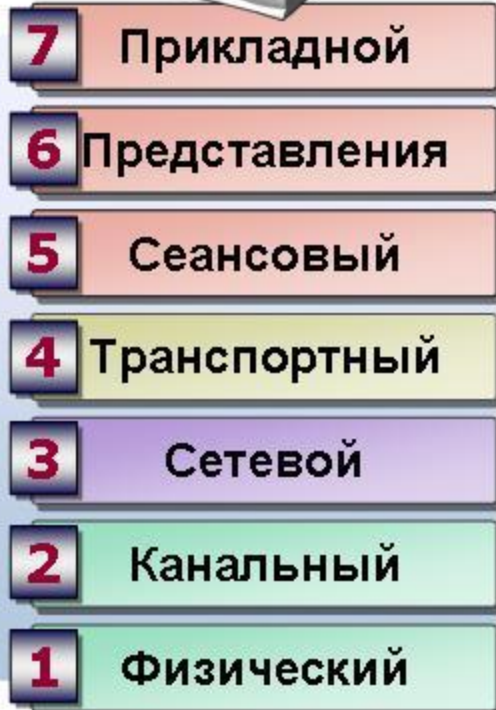 7 Прикладной
6 Представления
5 Сеансовый
4 Транспортный
3 Сетевой
2 Канальный
1 Физический